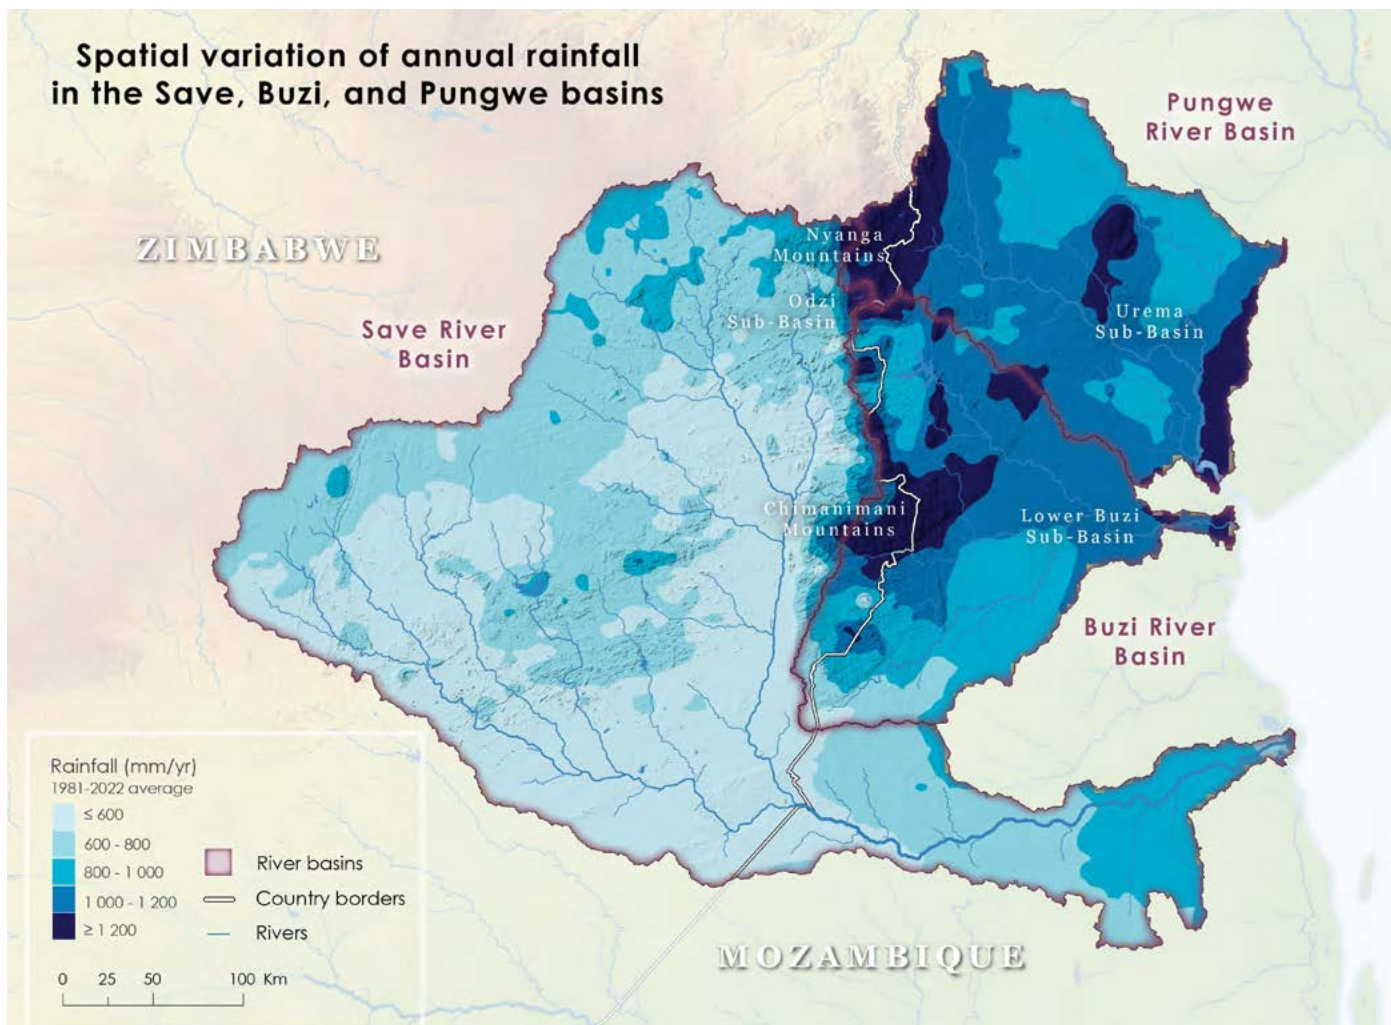 Spatial variation of annual rainfall
in the Save, Buzi, and Pungwe basins
Pungwe
River Basin
ZIMBABWE
Nyanga
Mountains
Save River
Basin
Odzi
Sub-Basin
Urema
Sub-Basin
Chimanimani
Mountains
Lower Buzi
Sub-Basin
Buzi River
Basin
MOZAMBIQUE
Rainfall (mm/yr)
1981-2022 average
≤ 600
600 - 800
800 - 1 000
1 000 - 1 200
≥ 1 200
River basins
Country borders
Rivers
0 25 50 100 Km